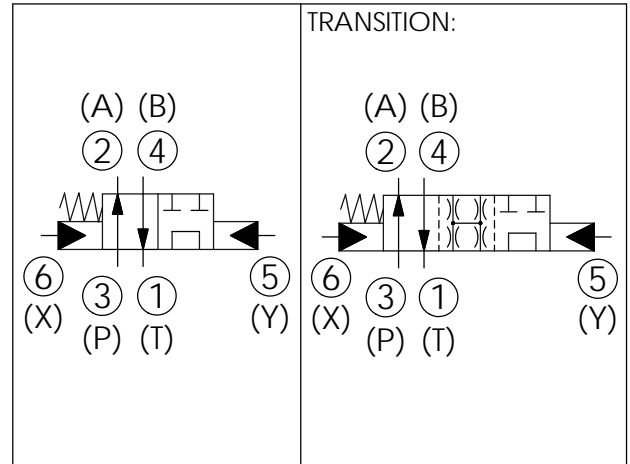 TRANSITION:
(A) (B)
2 4
6 3 1 5
(X) (P) (T) (Y)
(A) (B)
2 4
6 3 1 5
(X) (P) (T) (Y)